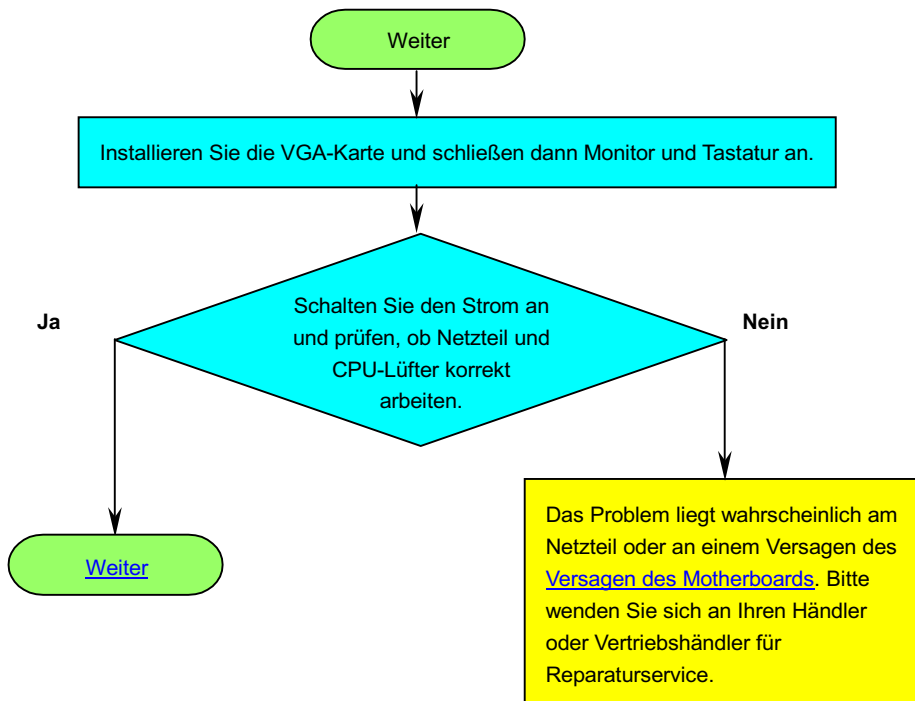 Weiter
Installieren Sie die VGA-Karte und schließen dann Monitor und Tastatur an.
Schalten Sie den Strom an
und prüfen, ob Netzteil und
CPU-Lüfter korrekt
arbeiten.
Ja
Nein
Weiter
Das Problem liegt wahrscheinlich am
Netzteil oder an einem Versagen des
Versagen des Motherboards. Bitte
wenden Sie sich an Ihren Händler
oder Vertriebshändler für
Reparaturservice.